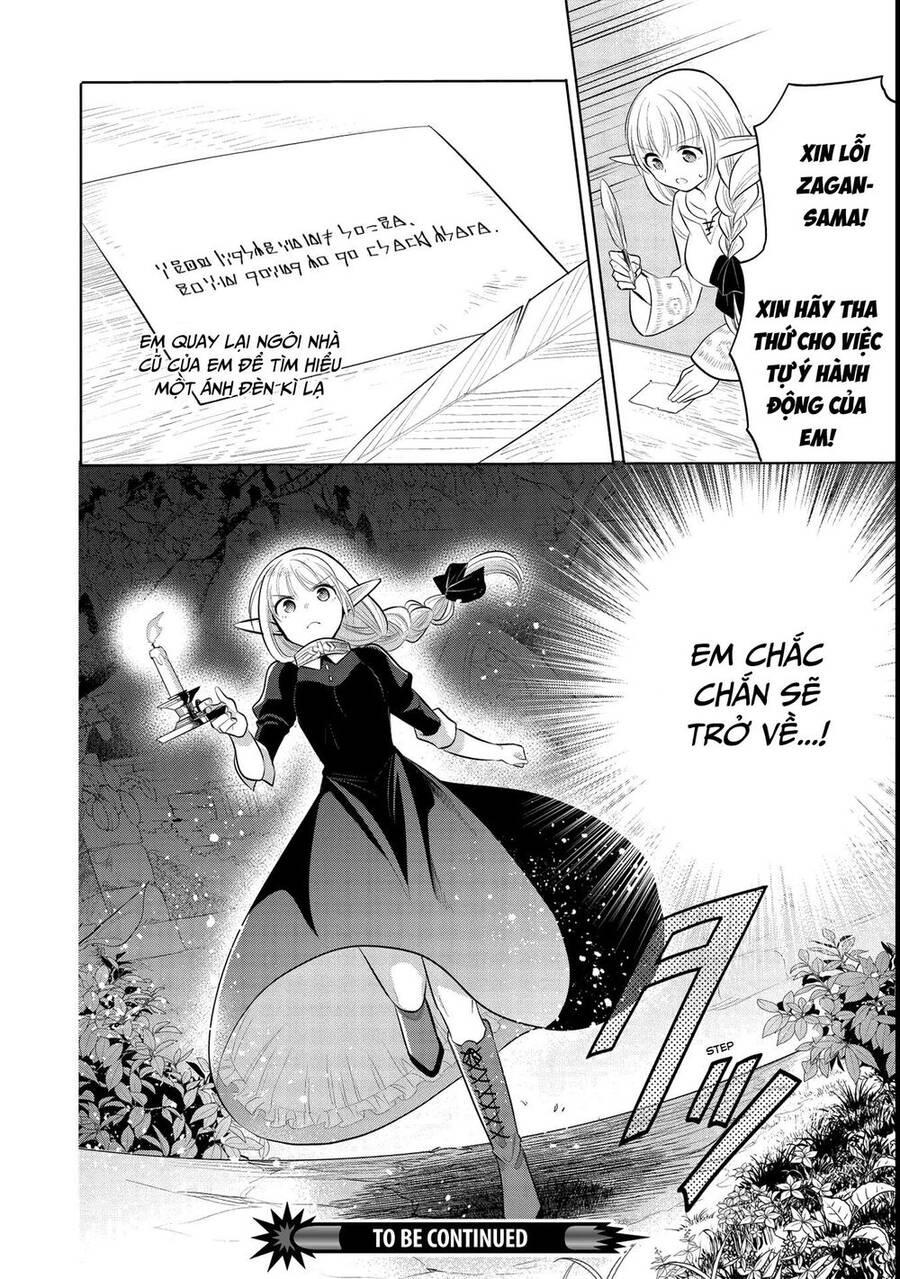 XIN LỖI
ZAGAN-
SAMA!
XIN HÃY THA
THỨ CHO VIỆC
TỰ Ý HÀNH
ĐỘNG CỦA
EM!
EM QUAY LẠI NGÔI NHÀ
CŨ CỦA EM ĐỂ TÌM HIỂU
MỘT ÁNH ĐÈN KÌ LẠ
EM CHẮC
CHẮN SẼ
TRỞ VỀ...!
ダッ
STEP
TO BE CONTINUED